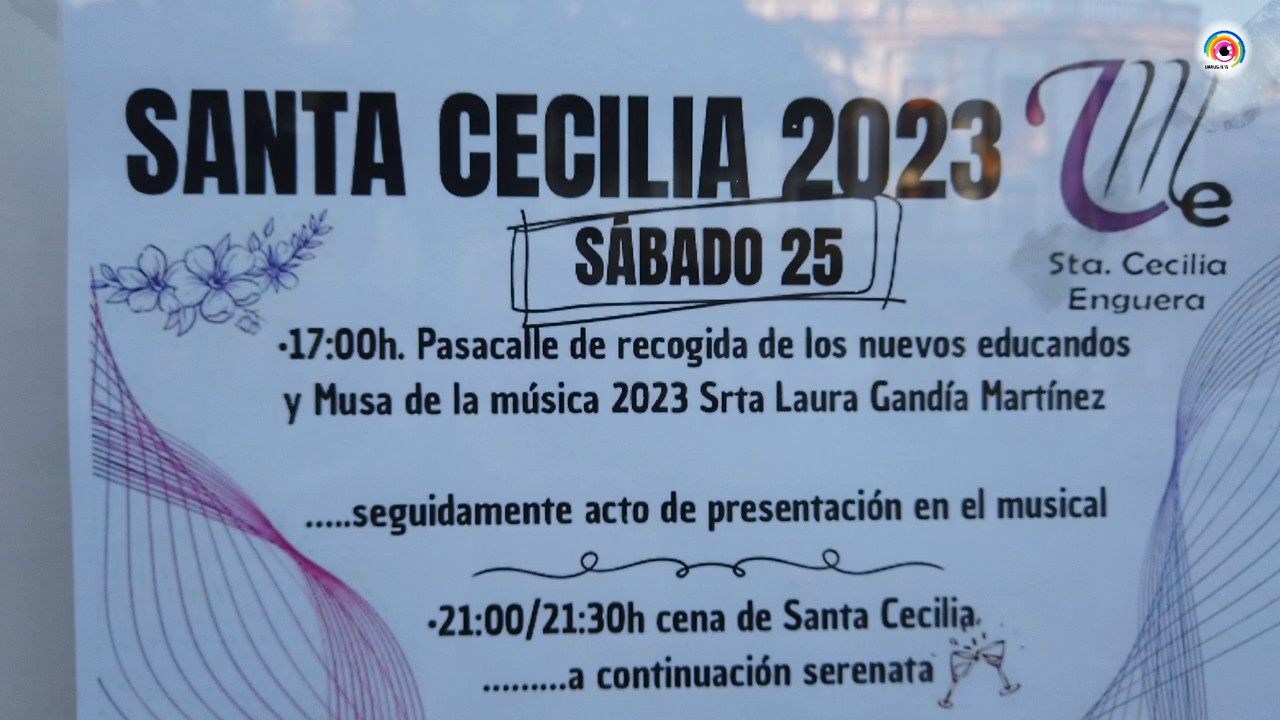 SANTA CECILIA 2023
SÁBADO 25
Sta. Cecilia
Enguera
•17:00h. Pasacalle de recogida de los nuevos educandos
y Musa de la música 2023 Srta Laura Gandía Martínez
.....seguidamente acto de presentación en el musical
•21:00/21:30h cena de Santa Cecilia.
.........a continuación serenata